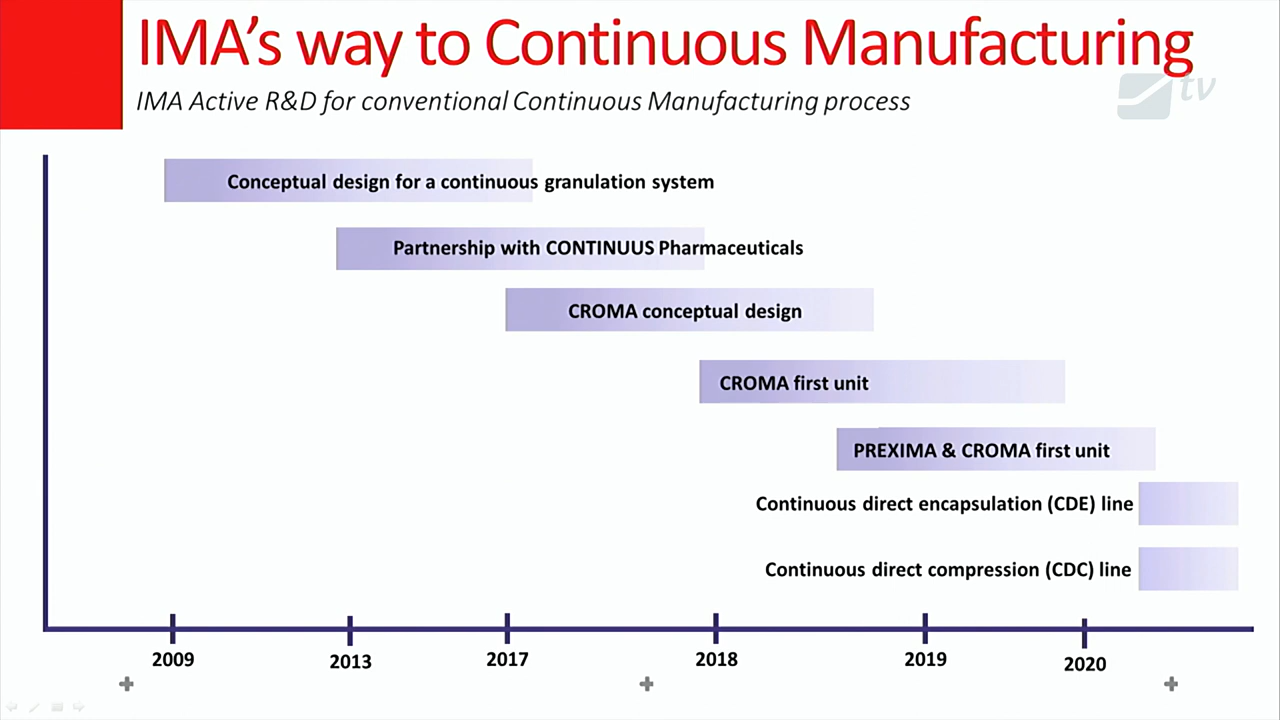 IMA's way to Continuous Manufacturing
IMA Active R&D for conventional Continuous Manufacturing process
tv
Conceptual design for a continuous granulation system
Partnership with CONTINUUS Pharmaceuticals
CROMA conceptual design
CROMA first unit
PREXIMA & CROMA first unit
Continuous direct encapsulation (CDE) line
Continuous direct compression (CDC) line
2009 2013 2017 2018 2019 2020